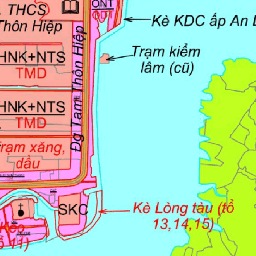 THCS
Thôn Hiệp
ONT
Kè KDC ấp An
Trạm kiểm
lâm (cũ)
HNK+NTS
TMD
Đg Tam Thôn Hiệp
HNK+NTS
TMD
Trạm xăng,
dầu
SKC
Kè Lòng tàu (tổ
13,14,15)
11)